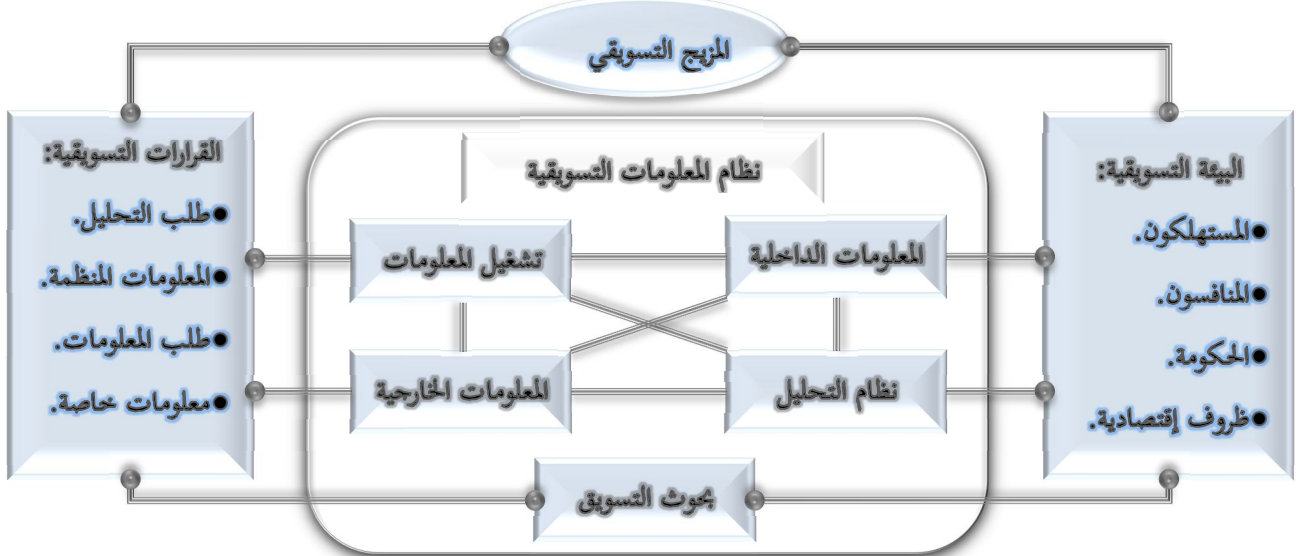 المزيج التسويقي
البيئة التسويقية:
●المستهلكون.
●المنافسون.
●الحكومة.
●ظروف إقتصادية.
نظام المعلومات التسويقية
المعلومات الداخلية
تشغيل المعلومات
نظام التحليل
المعلومات الخارجية
بحوث التسويق
القرارات التسويقية:
●طلب التحليل.
●المعلومات المنظمة.
●طلب المعلومات.
●معلومات خاصة.